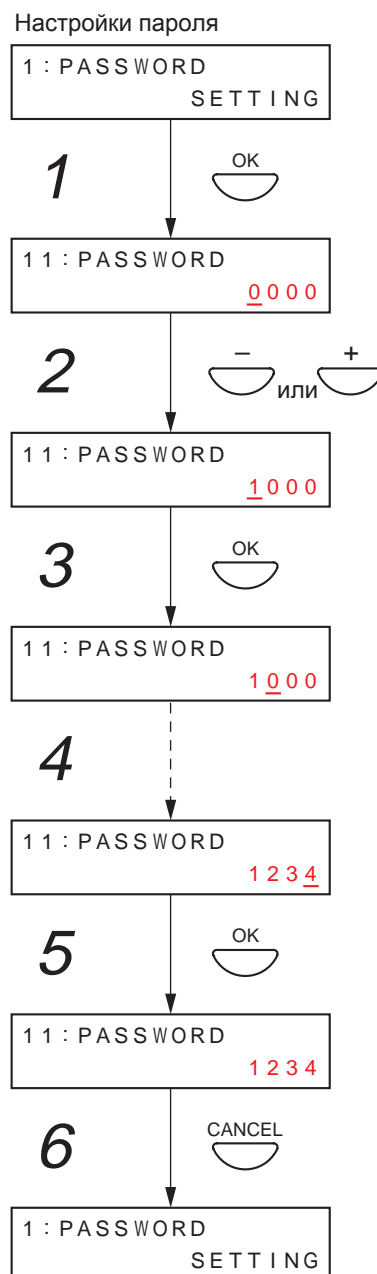 Настройки пароля
1:PASSWORD
SETTING
1
OK
11:PASSWORD
0000
2
– или +
11:PASSWORD
1000
3
OK
11:PASSWORD
1000
4
11:PASSWORD
1234
5
OK
11:PASSWORD
1234
6
CANCEL
1:PASSWORD
SETTING